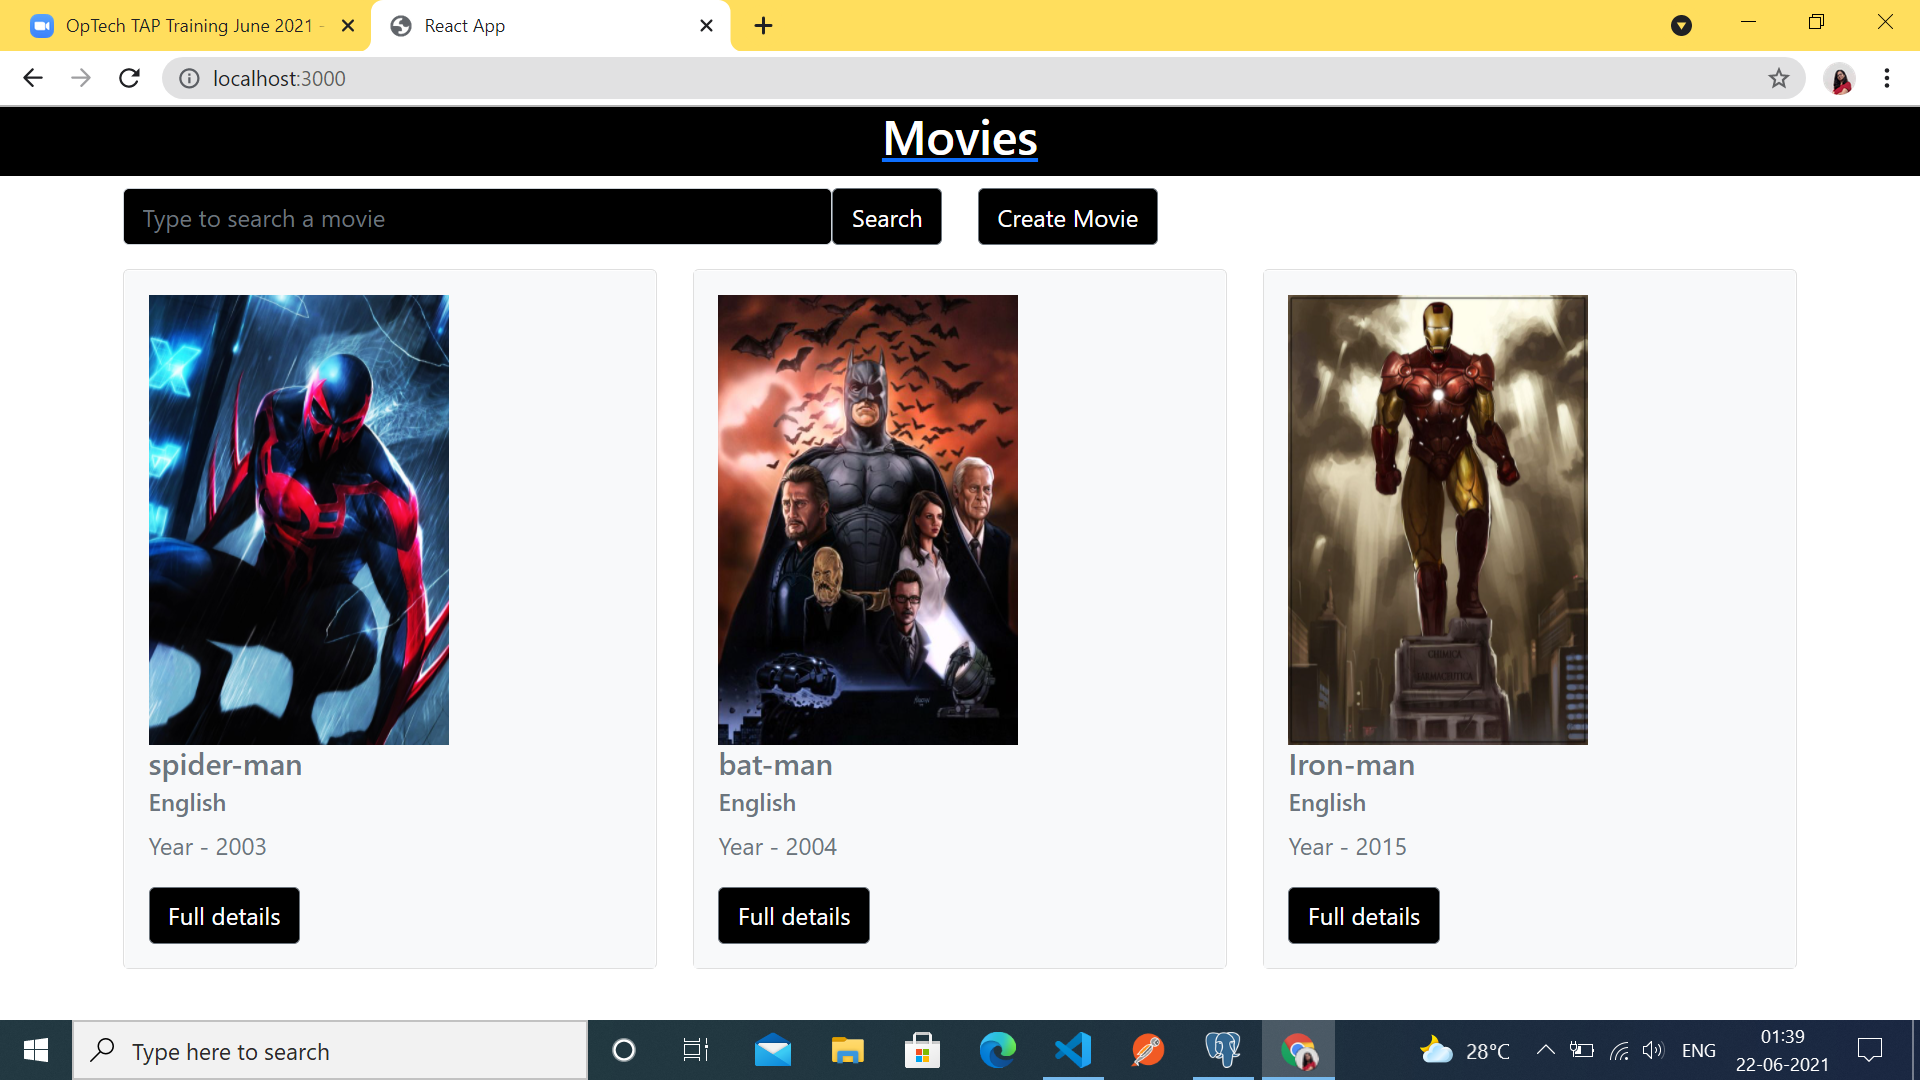 OpTech TAP Training June 2021 -
React App
localhost:3000
Movies
Type to search a movie
Search
Create Movie
CHIMICA
FARMACEUTICA
spider-man
English
Year - 2003
Full details
bat-man
English
Year - 2004
Full details
Iron-man
English
Year - 2015
Full details
Type here to search
28°C
ENG
01:39
22-06-2021